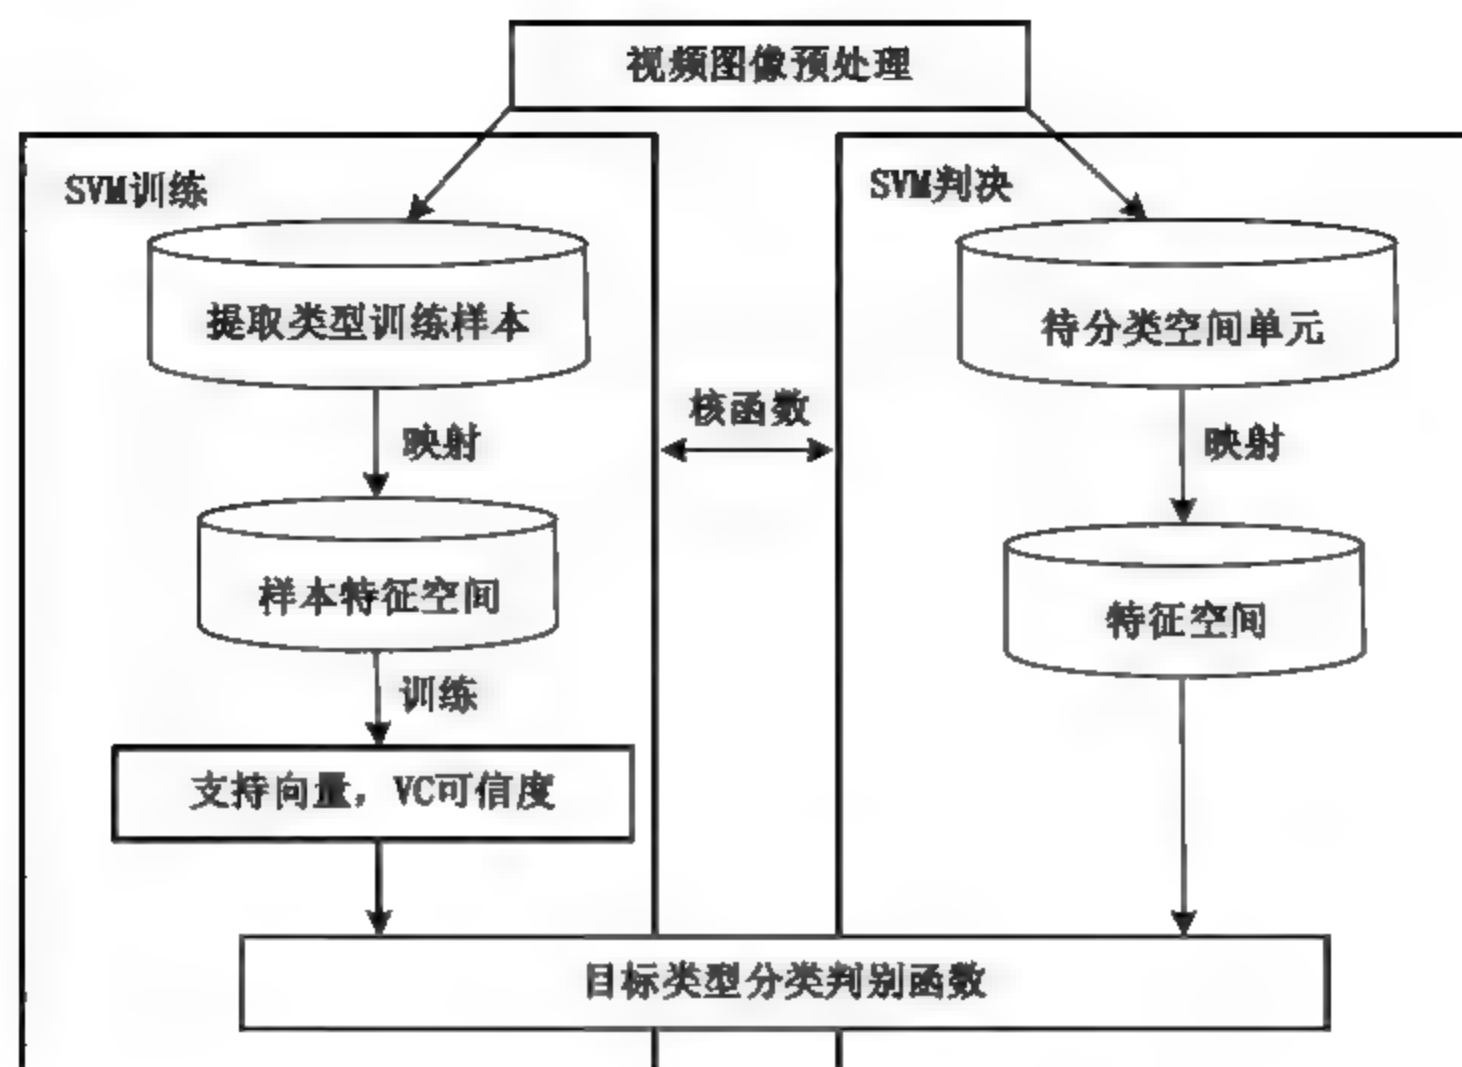 视频图像预处理
SVM训练
SVM判决
提取类型训练样本
待分类空间单元
核函数
映射
映射
样本特征空间
特征空间
训练
支持向量，VC可信度
目标类型分类判别函数